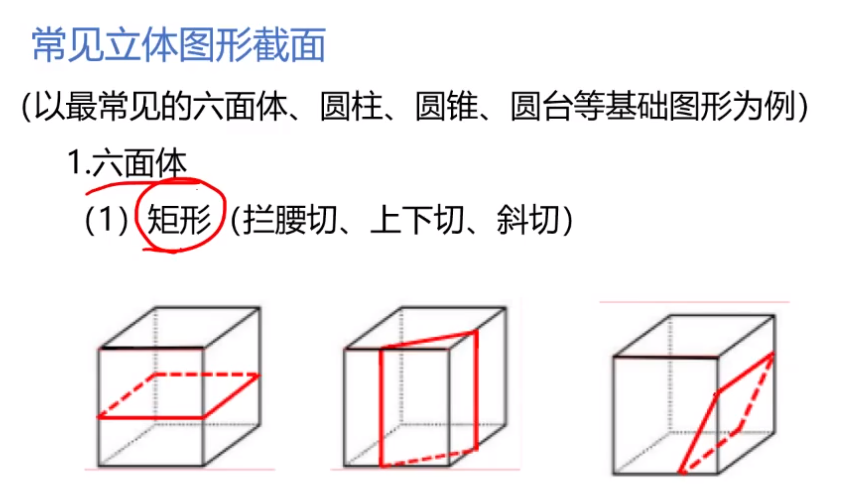 常见立体图形截面
（以最常见的六面体、圆柱、圆锥、圆台等基础图形为例）
1.六面体
（1）矩形（拦腰切、上下切、斜切）